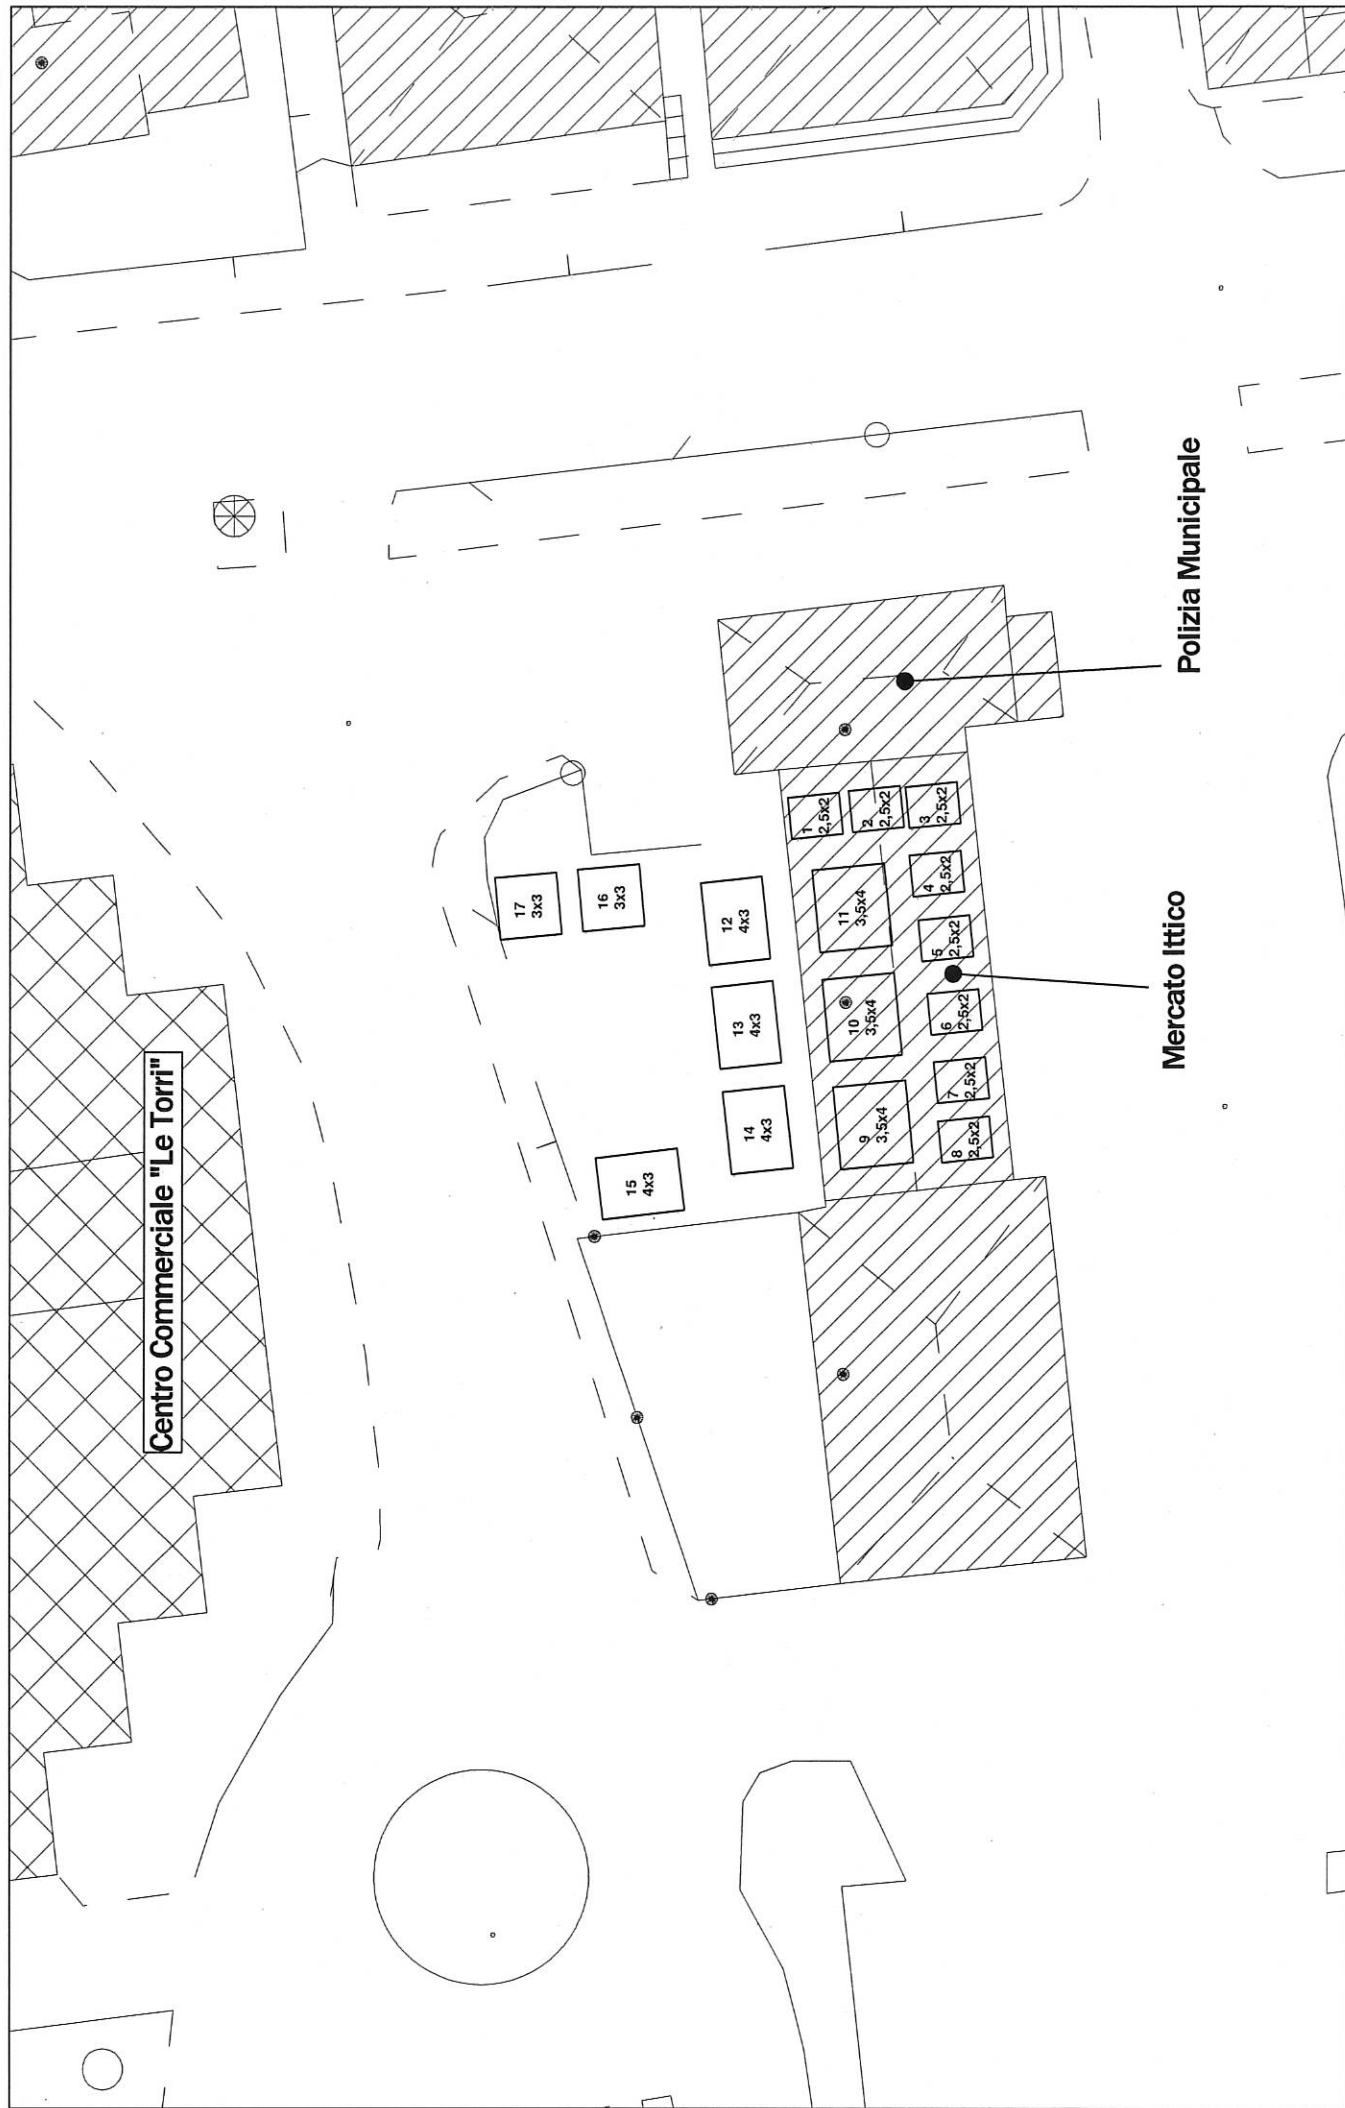 Centro Commerciale "Le Torri"
17
3x3
16
3x3
15
4x3
14
4x3
13
4x3
12
4x3
9
3,5x4
10
3,5x4
11
3,5x4
1
2,5x2
2
2,5x2
3
2,5x2
8
2,5x2
7
2,5x2
6
2,5x2
5
2,5x2
4
2,5x2
Mercato Ittico
Polizia Municipale